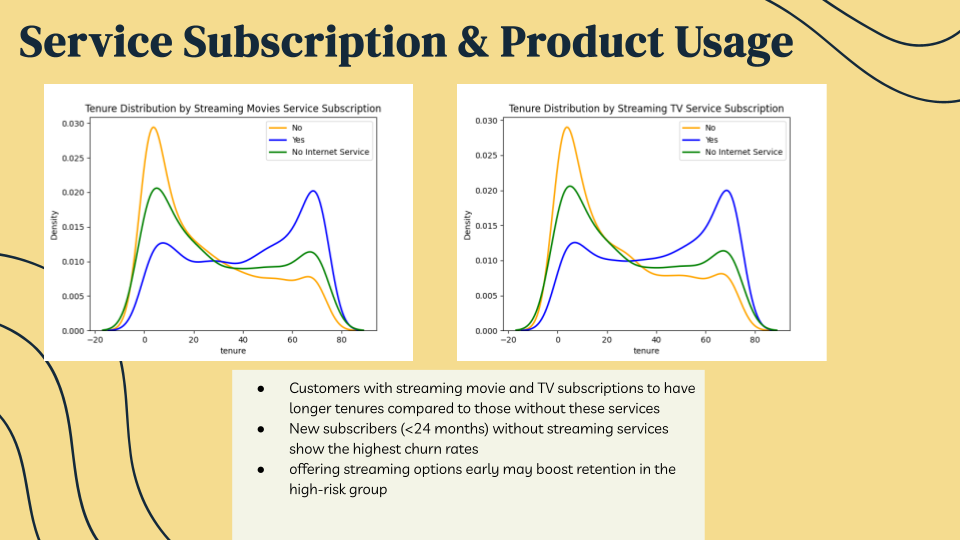 Service Subscription & Product Usage
Tenure Distribution by Streaming Movies Service Subscription
No
Yes
No Internet Service
Density
0.030
0.025
0.020
0.015
0.010
0.005
0.000
−20 0 20 40 60 80
tenure
Tenure Distribution by Streaming TV Service Subscription
No
Yes
No Internet Service
Density
0.030
0.025
0.020
0.015
0.010
0.005
0.000
−20 0 20 40 60 80
tenure
● Customers with streaming movie and TV subscriptions to have
longer tenures compared to those without these services
● New subscribers (<24 months) without streaming services
show the highest churn rates
● offering streaming options early may boost retention in the
high-risk group